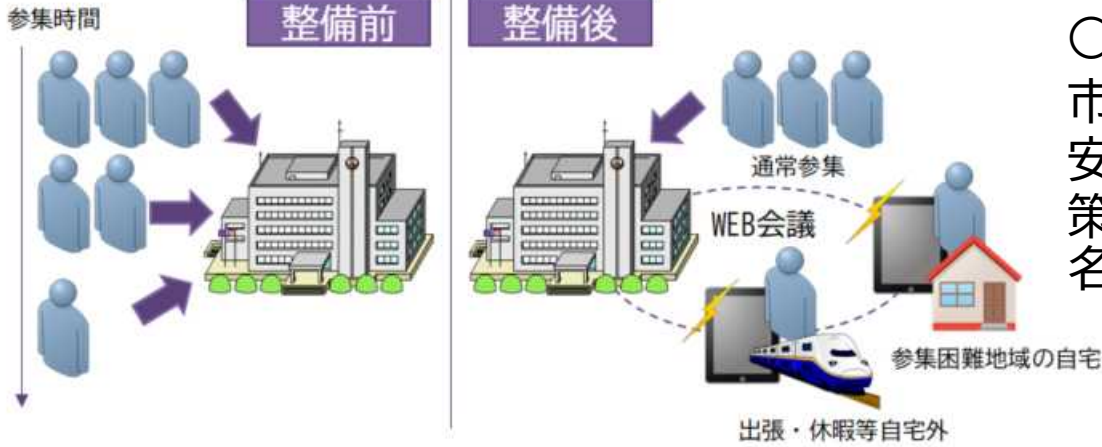 参集時間
整備前
整備後
通常参集
WEB会議
参集困難地域の自宅
出張・休暇等自宅外
○
市
安
策
名